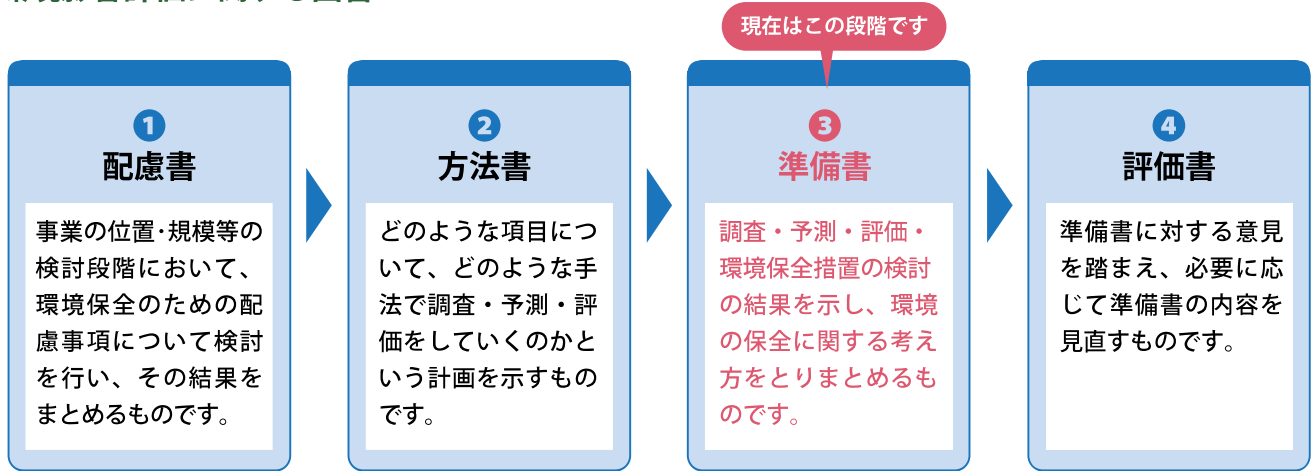 現在はこの段階です
1
配慮書
事業の位置・規模等の
検討段階において、
環境保全のための配
慮事項について検討
を行い、その結果を
まとめるものです。
2
方法書
どのような項目につ
いて、どのような手
法で調査・予測・評
価をしていくのかと
いう計画を示すもの
です。
3
準備書
調査・予測・評価・
環境保全措置の検討
の結果を示し、環境
の保全に関する考え
方をとりまとめるも
のです。
4
評価書
準備書に対する意見
を踏まえ、必要に応
じて準備書の内容を
見直すものです。